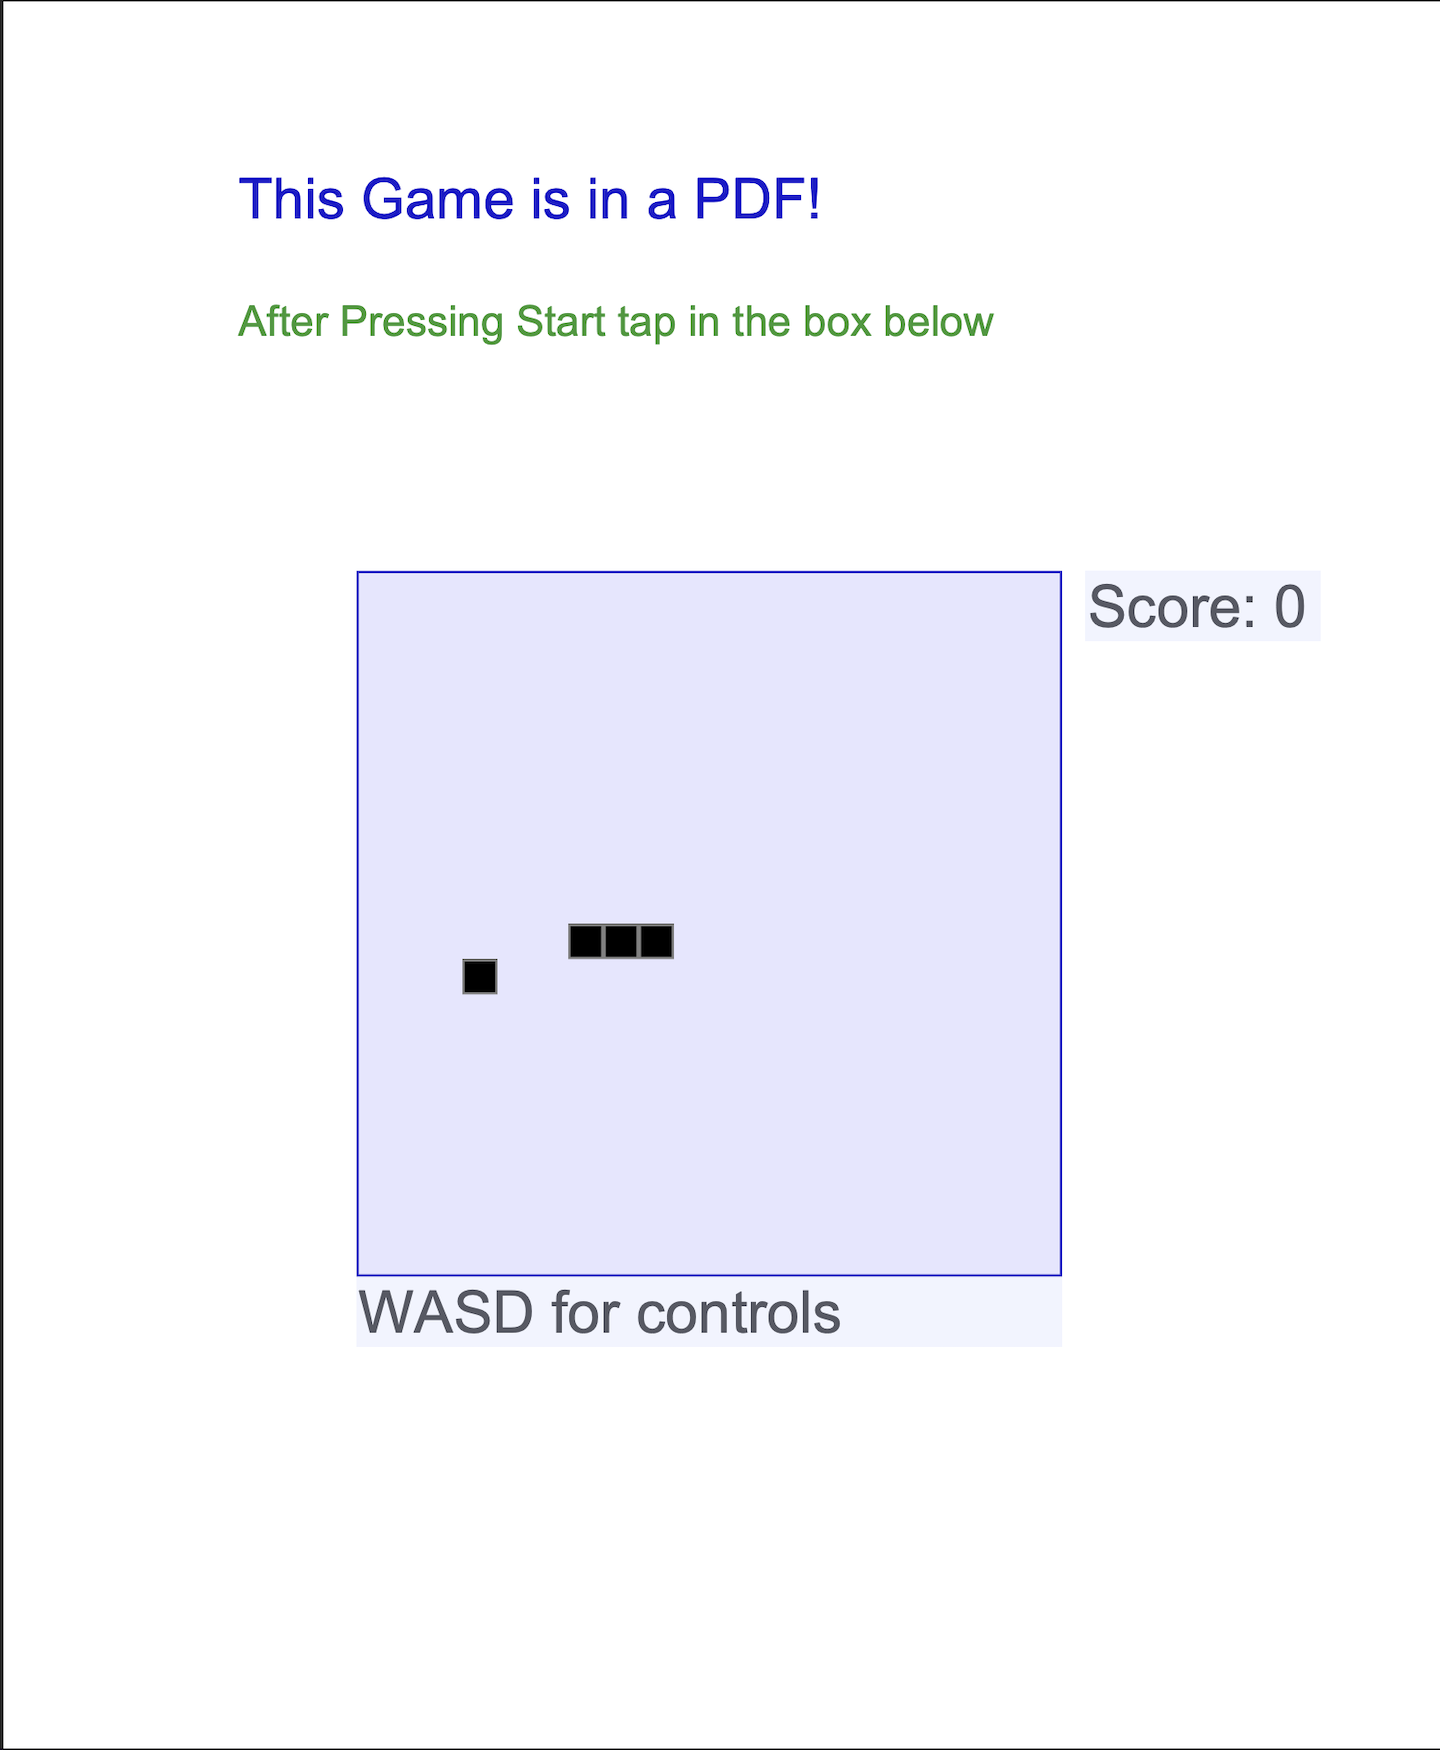 This Game is in a PDF!
After Pressing Start tap in the box below
Score: 0
WASD for controls